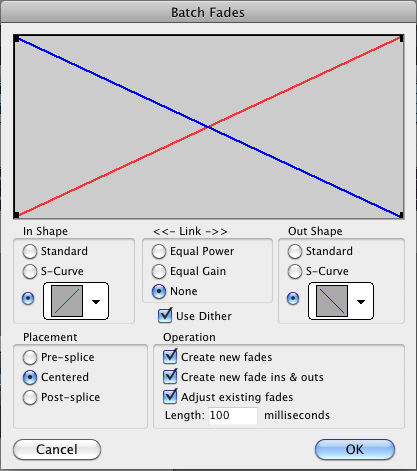 Batch Fades
In Shape
<<- Link ->>
Out Shape
Standard
Equal Power
Standard
S-Curve
Equal Gain
S-Curve
None
Use Dither
Placement
Operation
Pre-splice
Create new fades
Centered
Create new fade ins & outs
Post-splice
Adjust existing fades
Length: 100 milliseconds
Cancel
OK